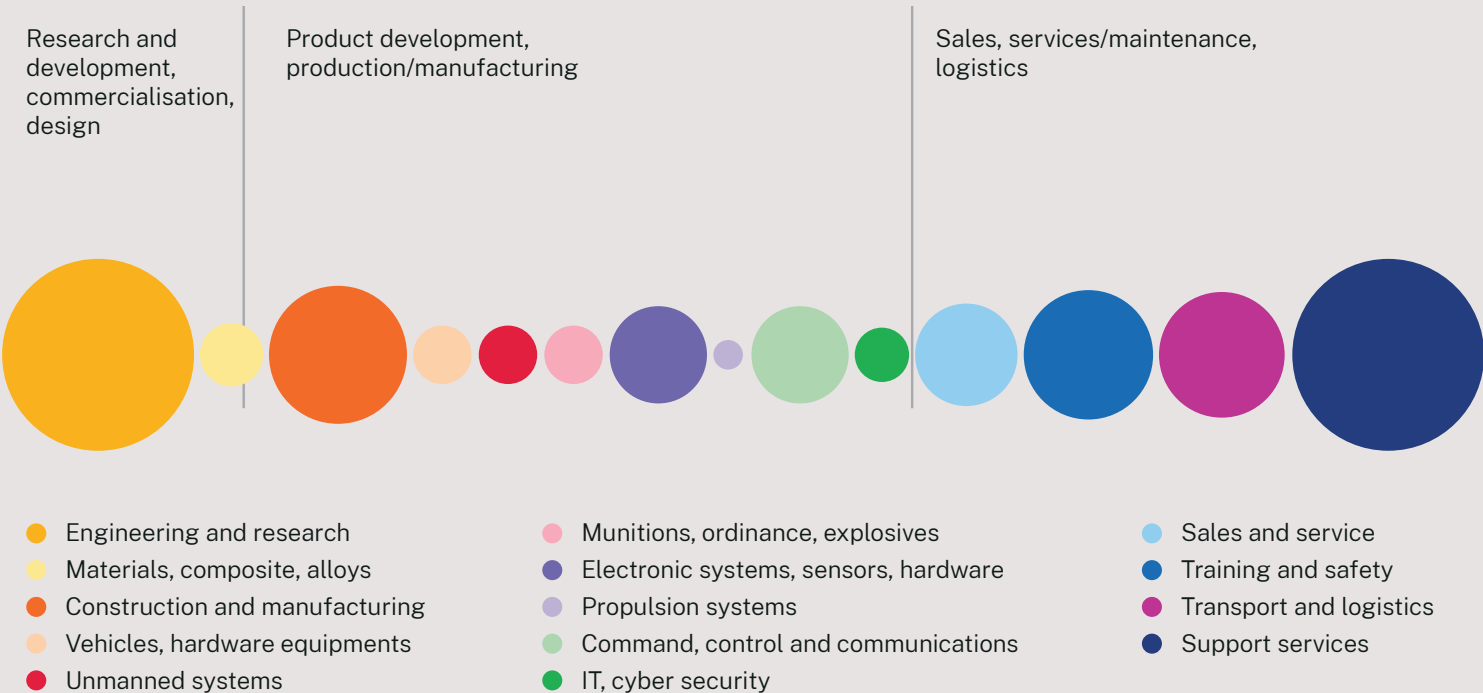 Research and
development,
commercialisation,
design
Product development,
production/manufacturing
Sales, services/maintenance,
logistics
Engineering and research
Materials, composite, alloys
Construction and manufacturing
Vehicles, hardware equipments
Unmanned systems
Munitions, ordinance, explosives
Electronic systems, sensors, hardware
Propulsion systems
Command, control and communications
IT, cyber security
Sales and service
Training and safety
Transport and logistics
Support services